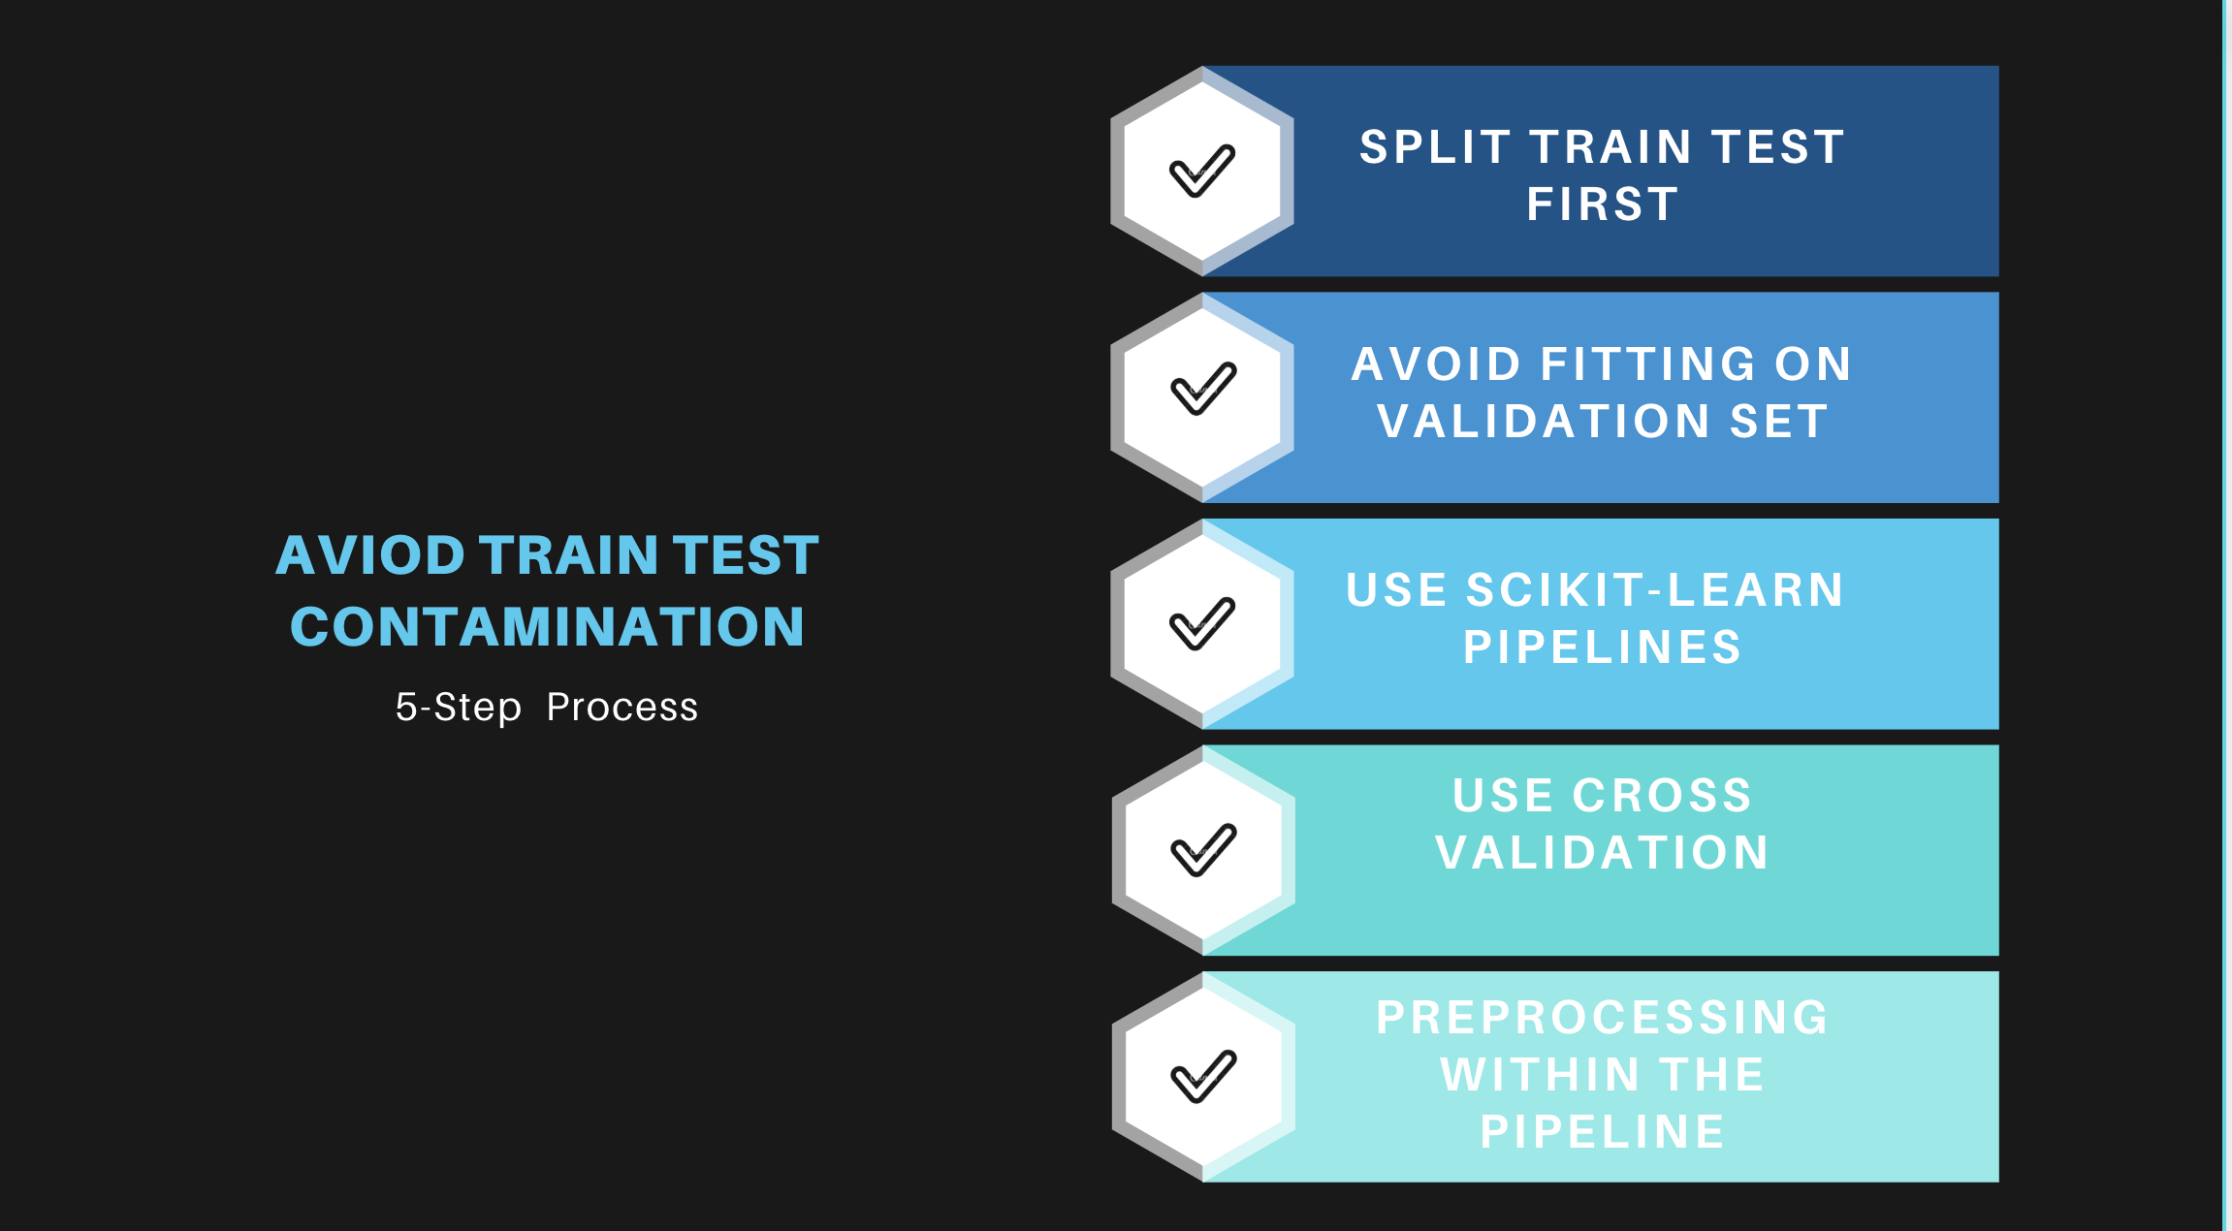 AVIOD TRAIN TEST
CONTAMINATION
5-Step Process
SPLIT TRAIN TEST
FIRST
AVOID FITTING ON
VALIDATION SET
USE SCIKIT-LEARN
PIPELINES
USE CROSS
VALIDATION
PREPROCESSING
WITHIN THE
PIPELINE